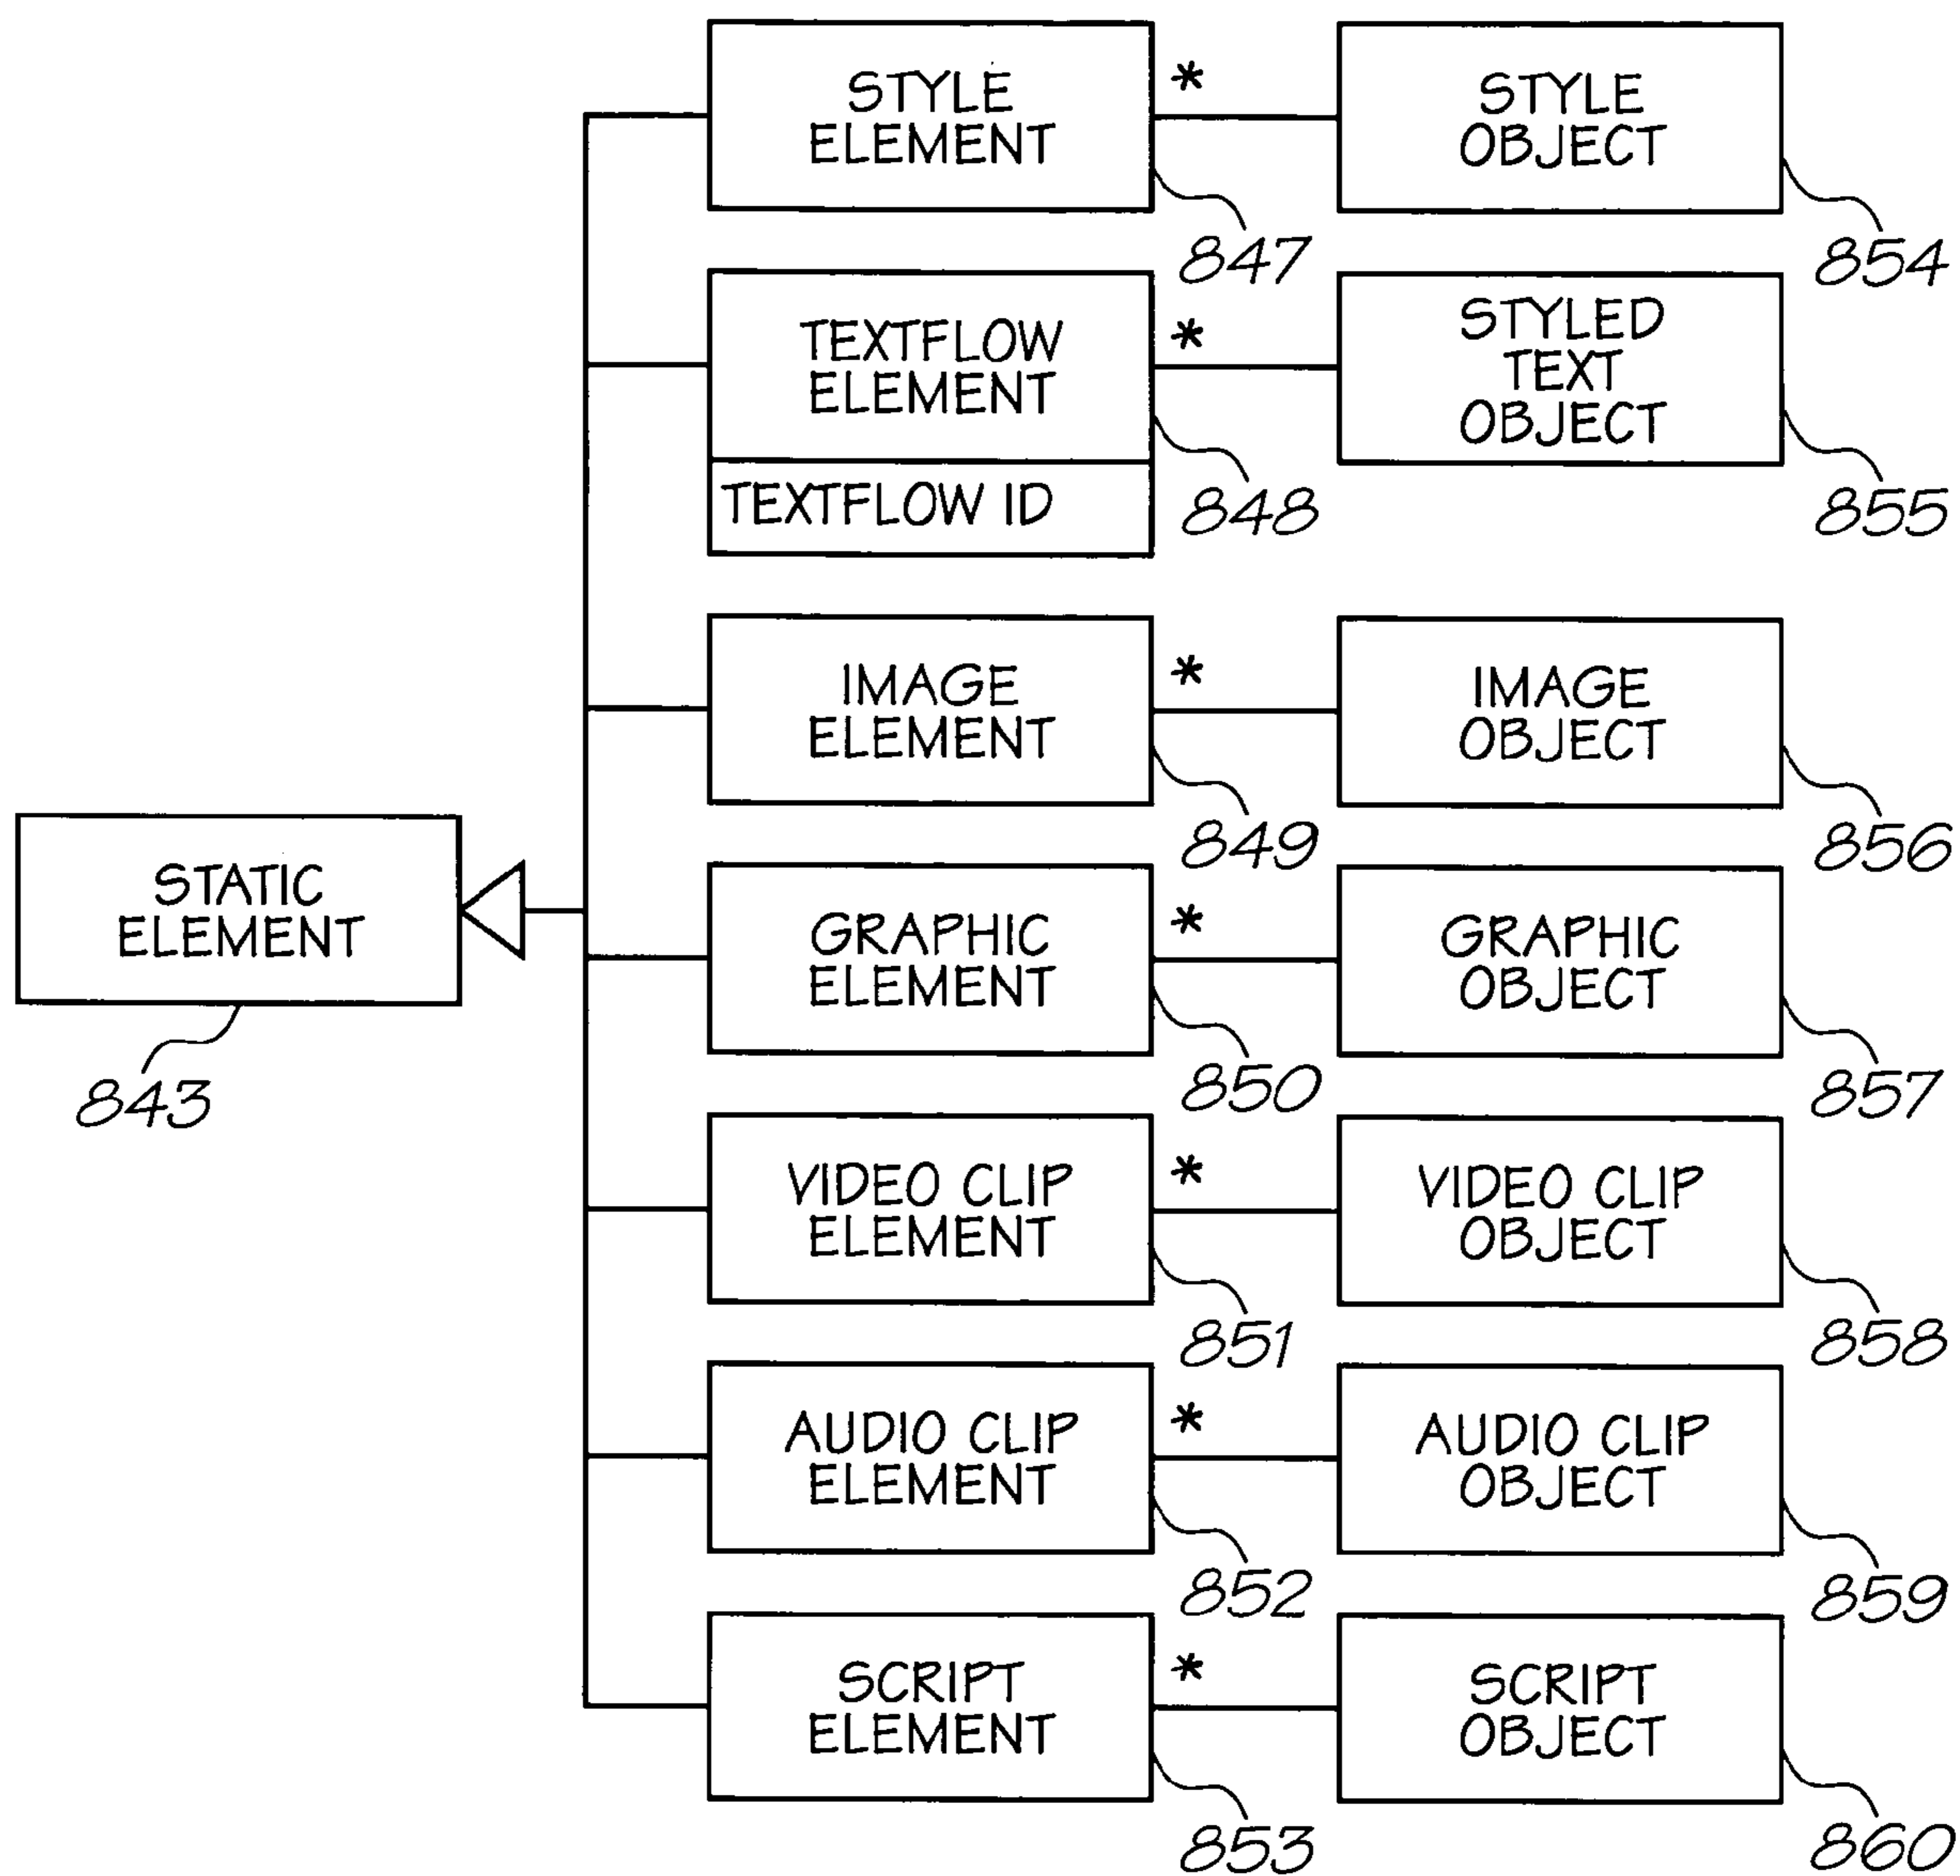 STYLE
ELEMENT
*
STYLE
OBJECT
847
854
TEXTFLOW
ELEMENT
*
STYLED
TEXT
OBJECT
TEXTFLOW ID
848
855
IMAGE
ELEMENT
*
IMAGE
OBJECT
849
856
STATIC
ELEMENT
843
GRAPHIC
ELEMENT
*
GRAPHIC
OBJECT
850
857
VIDEO CLIP
ELEMENT
*
VIDEO CLIP
OBJECT
851
858
AUDIO CLIP
ELEMENT
*
AUDIO CLIP
OBJECT
852
859
SCRIPT
ELEMENT
*
SCRIPT
OBJECT
853
860